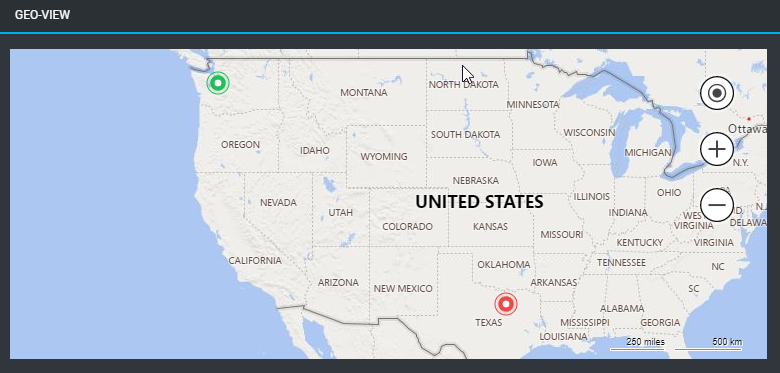 GEO-VIEW
MONTANA
NORTH DAKOTA
MINNESOTA
Ottawa
OREGON
IDAHO
SOUTH DAKOTA
WISCONSIN
MICHIGAN
WYOMING
IOWA
N.Y.
NEBRASKA
NEVADA
UTAH
UNITED STATES
ILLINOIS
OHIO
INDIANA
COLORADO
KANSAS
MISSOURI
WES
VIRGINIA
DELAWA
KENTUCKY
VIRGINIA
CALIFORNIA
OKLAHOMA
TENNESSEE
NC
ARIZONA
NEW MEXICO
ARKANSAS
SC
TEXAS
MISSISSIPPI
ALABAMA
GEORGIA
LOUISIANA
250 miles
500 km